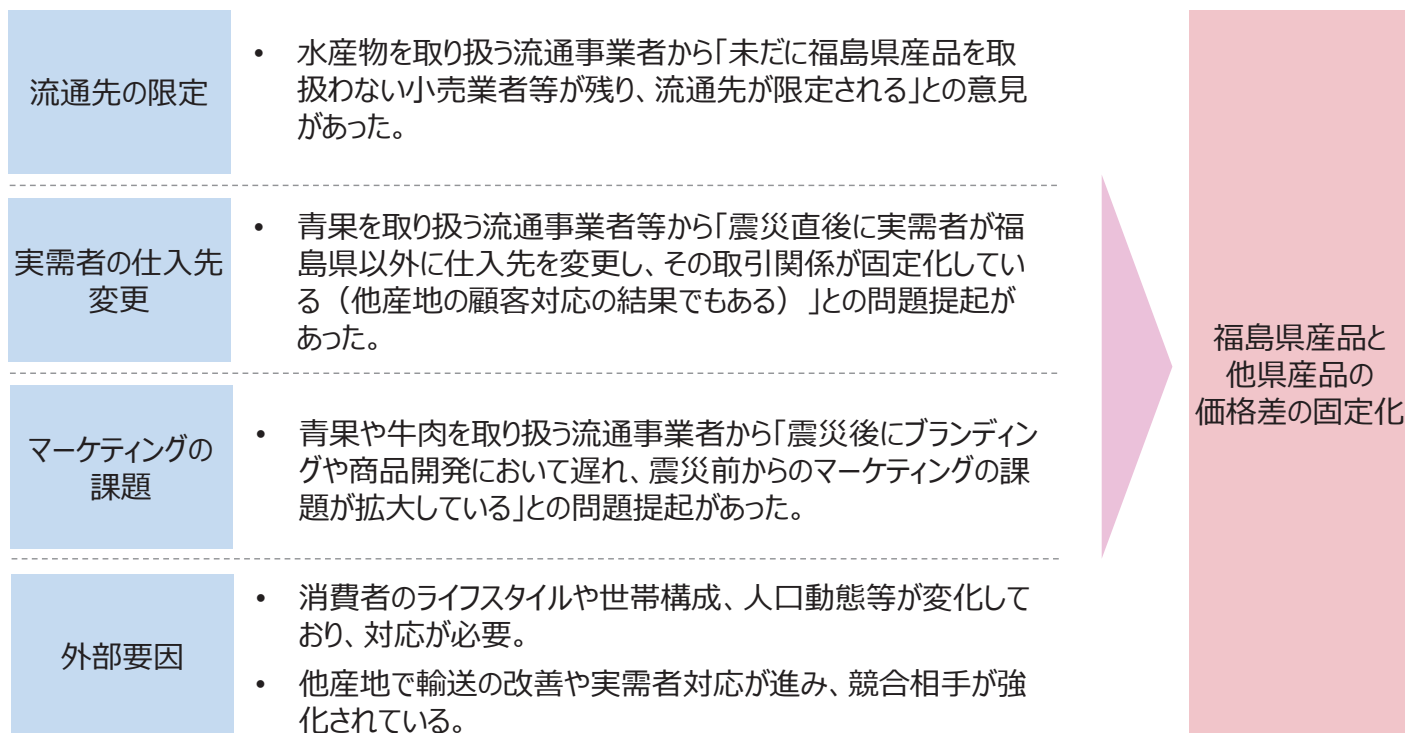 流通先の限定
• 水産物を取り扱う流通事業者から「未だに福島県産品を取
扱わない小売業者等が残り、流通先が限定される」との意見
があった。
実需者の仕入先
変更
• 青果を取り扱う流通事業者等から「震災直後に実需者が福
島県以外に仕入先を変更し、その取引関係が固定化してい
る（他産地の顧客対応の結果でもある）」との問題提起が
あった。
マーケティングの
課題
• 青果や牛肉を取り扱う流通事業者から「震災後にブランディン
グや商品開発において遅れ、震災前からのマーケティングの課
題が拡大している」との問題提起があった。
外部要因
• 消費者のライフスタイルや世帯構成、人口動態等が変化して
おり、対応が必要。
• 他産地で輸送の改善や実需者対応が進み、競合相手が強
化されている。
福島県産品と
他県産品の
価格差の固定化